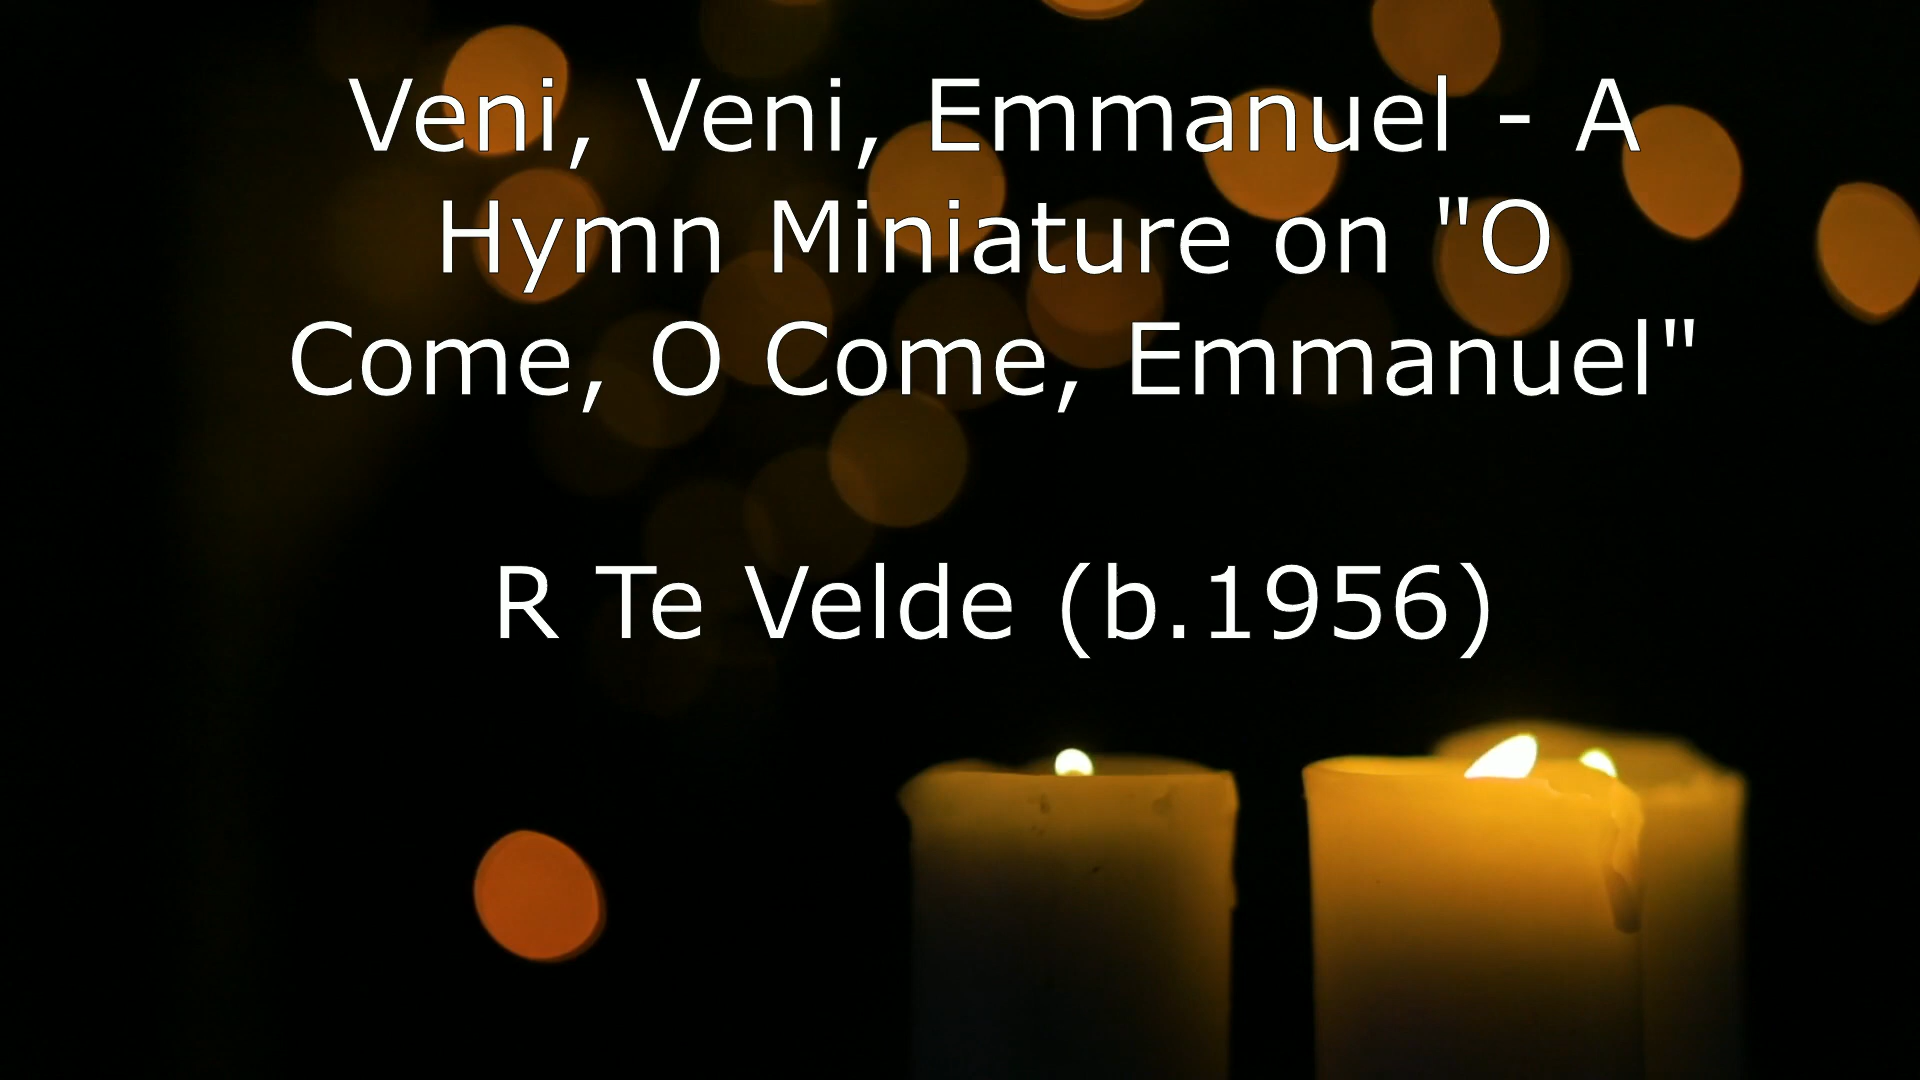 Veni, Veni, Emmanuel - A
Hymn Miniature on "O
Come, O Come, Emmanuel"
R Te Velde (b.1956)